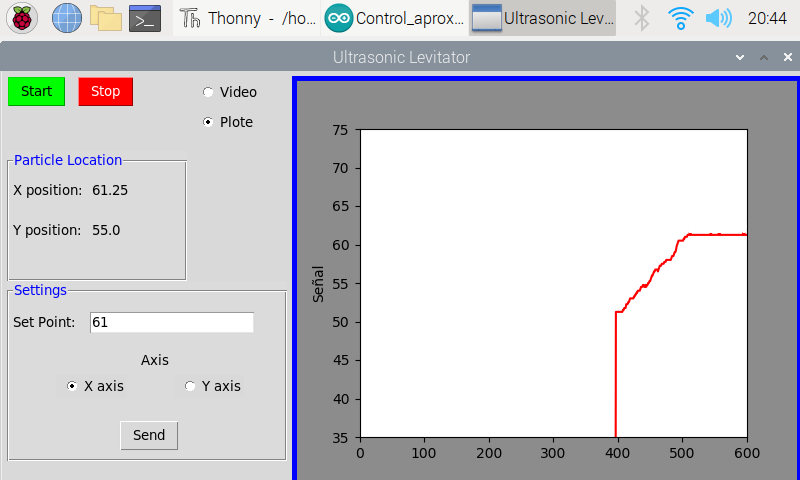 Thonny - /ho...
Control_aprox...
Ultrasonic Lev...
20:44
Ultrasonic Levitator
Start
Stop
Video
Plote
Particle Location
X position: 61.25
Y position: 55.0
Settings
Set Point: 61
Axis
X axis
Y axis
Send
Señal
75
70
65
60
55
50
45
40
35
0 100 200 300 400 500 600